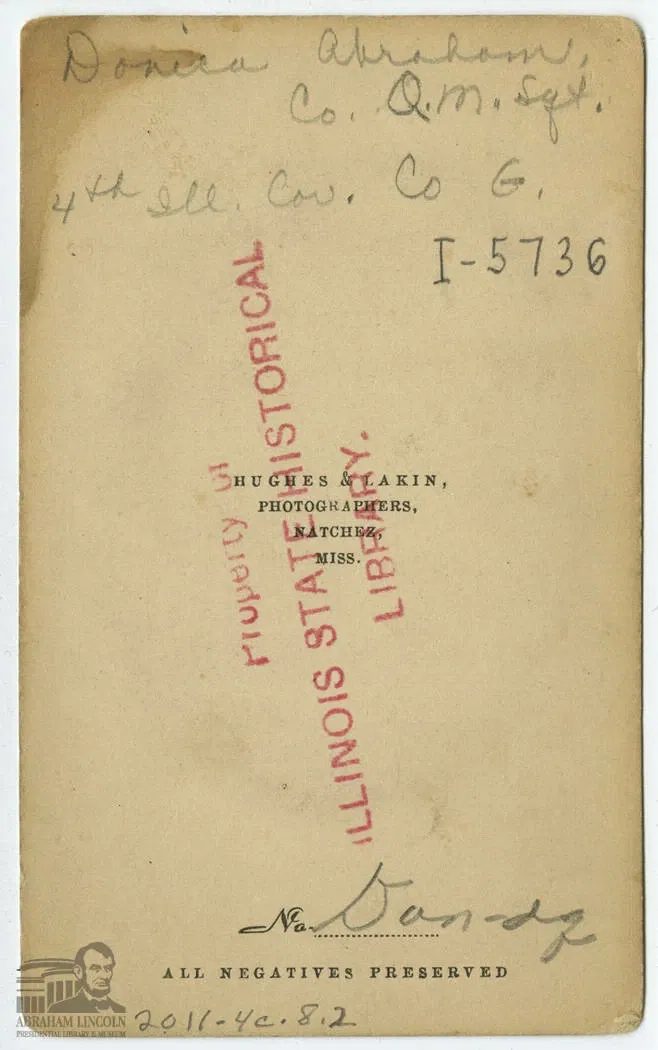 Donica Abraham,
Co. Q.M. Sgt.
4th Ill. Cav. Co G.
I-5736
Property of
ILLINOIS STATE HISTORICAL
LIBRARY.
HUGHES & LAKIN,
PHOTOGRAPHERS,
NATCHEZ,
MISS.
No.
ALL NEGATIVES PRESERVED
ABRAHAM LINCOLN
PRESIDENTIAL LIBRARY & MUSEUM
2011-4c.8.2